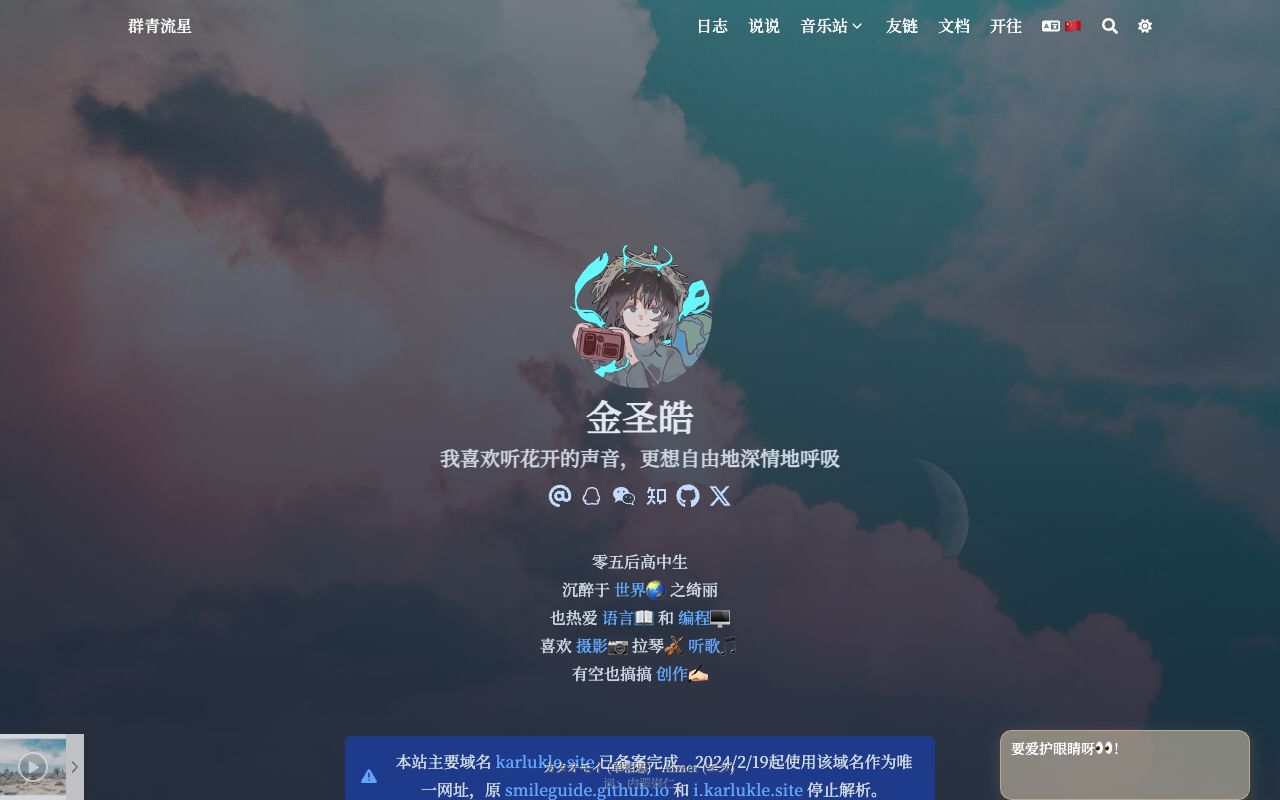 群青流星
日志 说说 音乐站 友链 文档 开往
金圣皓
我喜欢听花开的声音，更想自由地深情地呼吸
知
零五后高中生
沉醉于 世界🌏 之绮丽
也热爱 语言📖 和 编程🖥️
喜欢 摄影📷 拉琴🎻 听歌🎵
有空也搞搞 创作✍🏻
本站主要域名 karlukle.site 已备案完成，2024/2/19起使用该域名作为唯
一网址，原 smileguide.github.io 和 i.karlukle.site 停止解析。
要爱护眼睛呀👀!